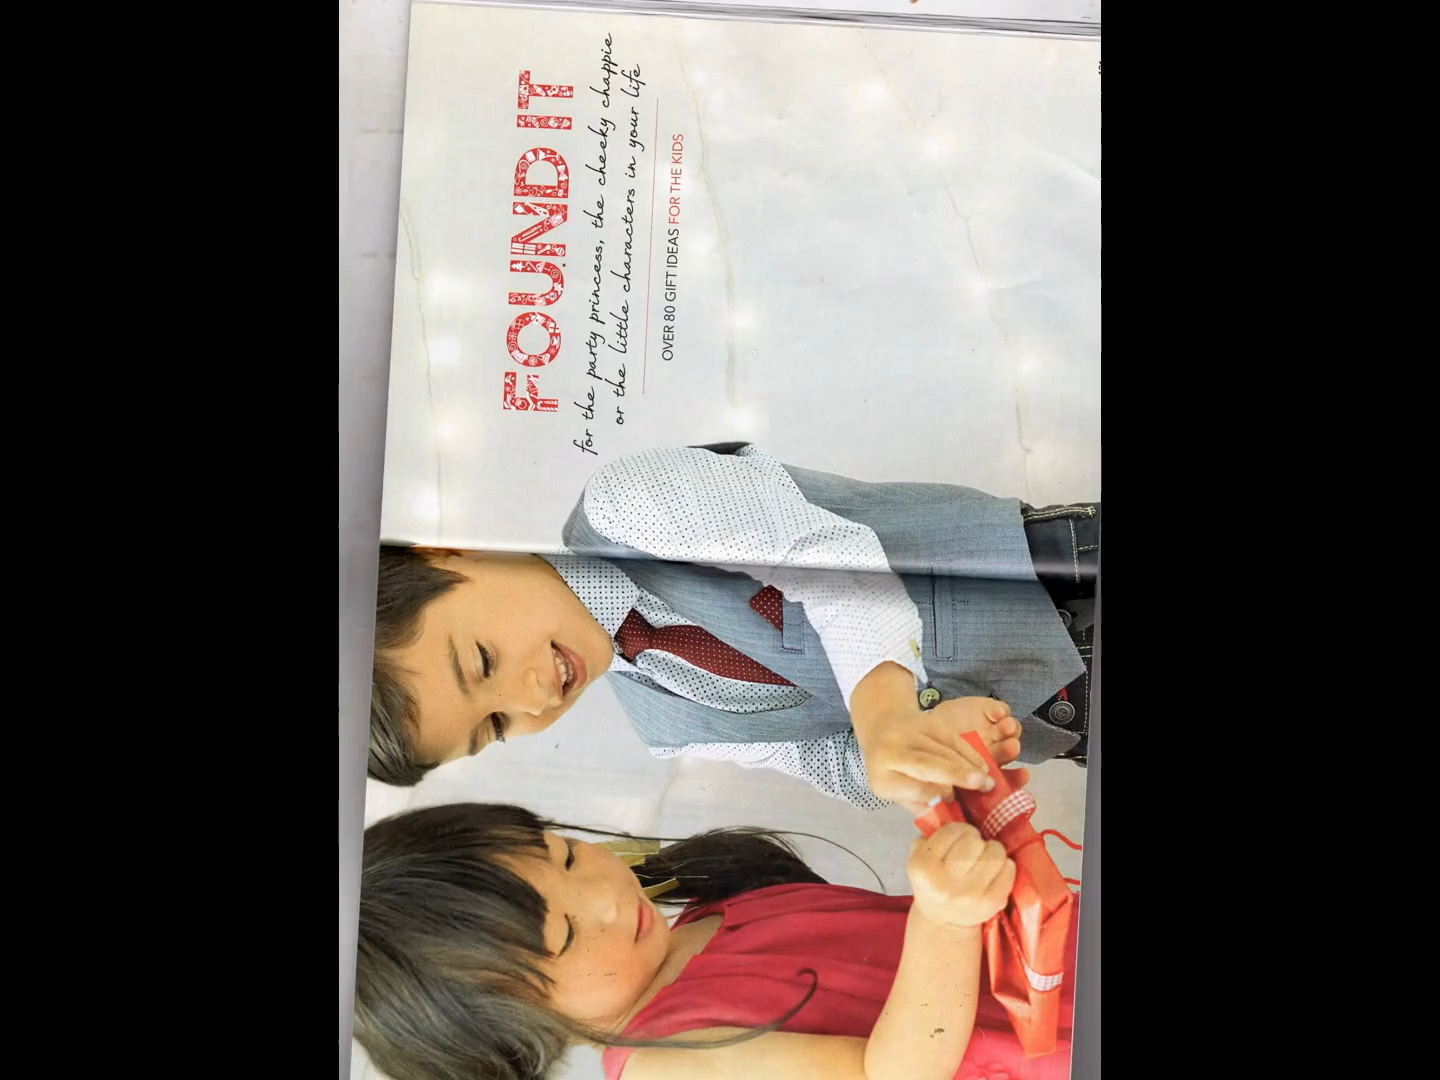 FOUND IT
for the party princess, the cheeky chappie
or the little characters in your life
OVER 80 GIFT IDEAS FOR THE KIDS